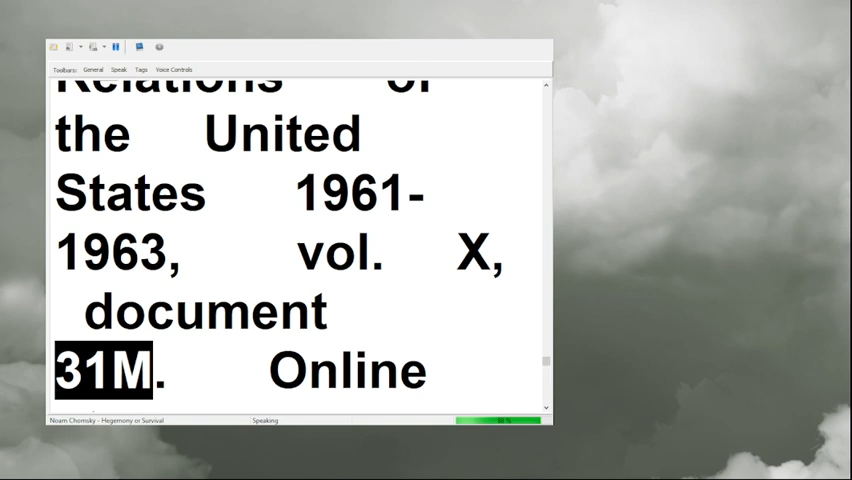 Toolbars: General Speak Tags Voice Controls
Relations of
the United
States 1961-
1963, vol. X,
document
31M. Online
Noam Chomsky - Hegemony or Survival Speaking 88 %